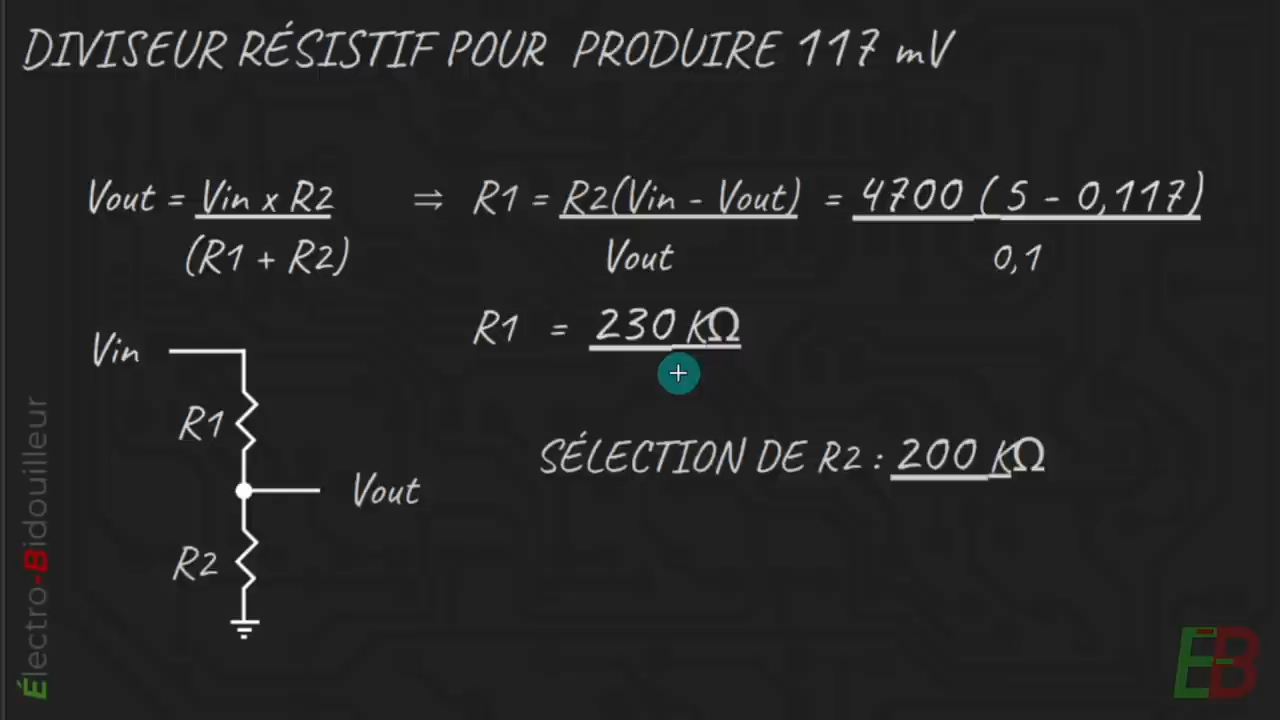 DIVISEUR RÉSISTIF POUR PRODUIRE 117 mV
Vout = Vin x R2 ⇒ R1 = R2(Vin - Vout) = 4700 ( 5 - 0,117)
(R1 + R2) Vout 0,1
R1 = 230 KΩ
Vin
R1
SÉLECTION DE R2 : 200 KΩ
Vout
R2
Électro-Bidouilleur
EB